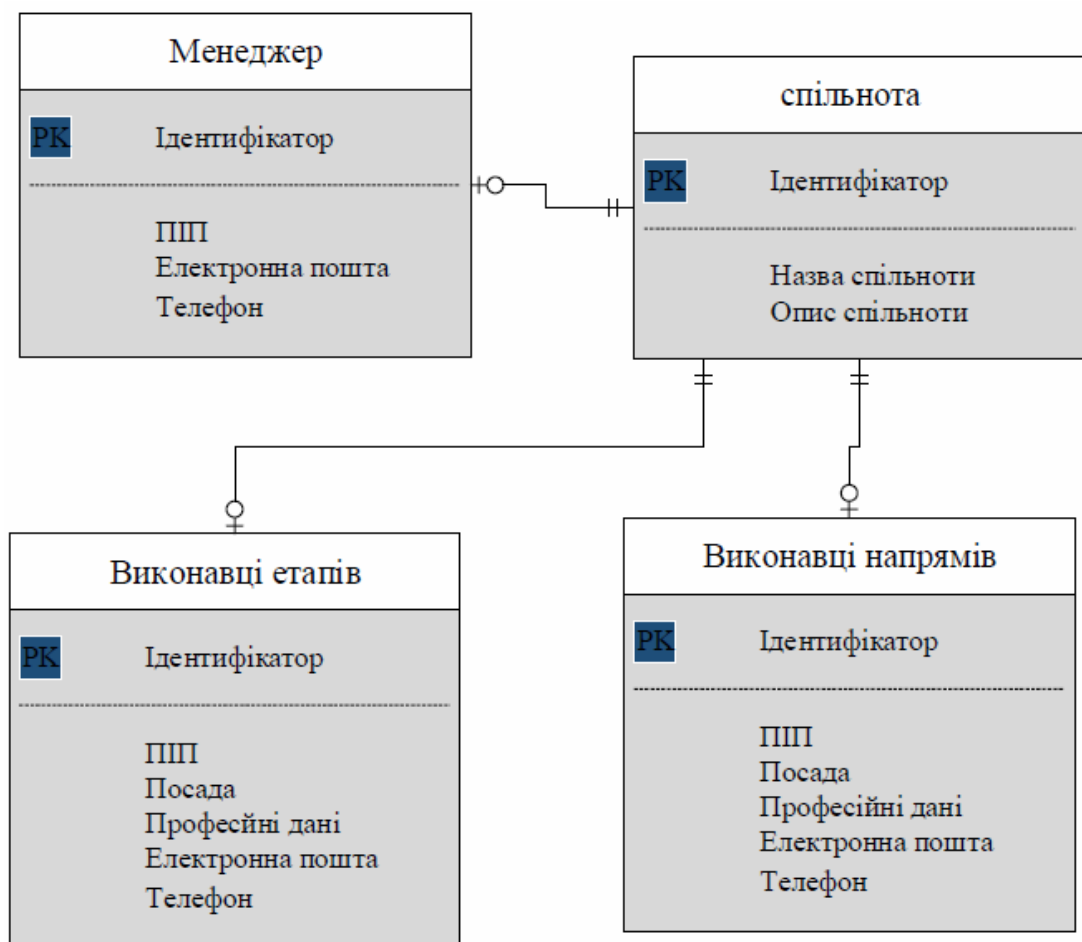 Менеджер
PK Ідентифікатор
ПІП
Електронна пошта
Телефон
спільнота
PK Ідентифікатор
Назва спільноти
Опис спільноти
Виконавці етапів
PK Ідентифікатор
ПІП
Посада
Професйні дані
Електронна пошта
Телефон
Виконавці напрямів
PK Ідентифікатор
ПІП
Посада
Професійні дані
Електронна пошта
Телефон